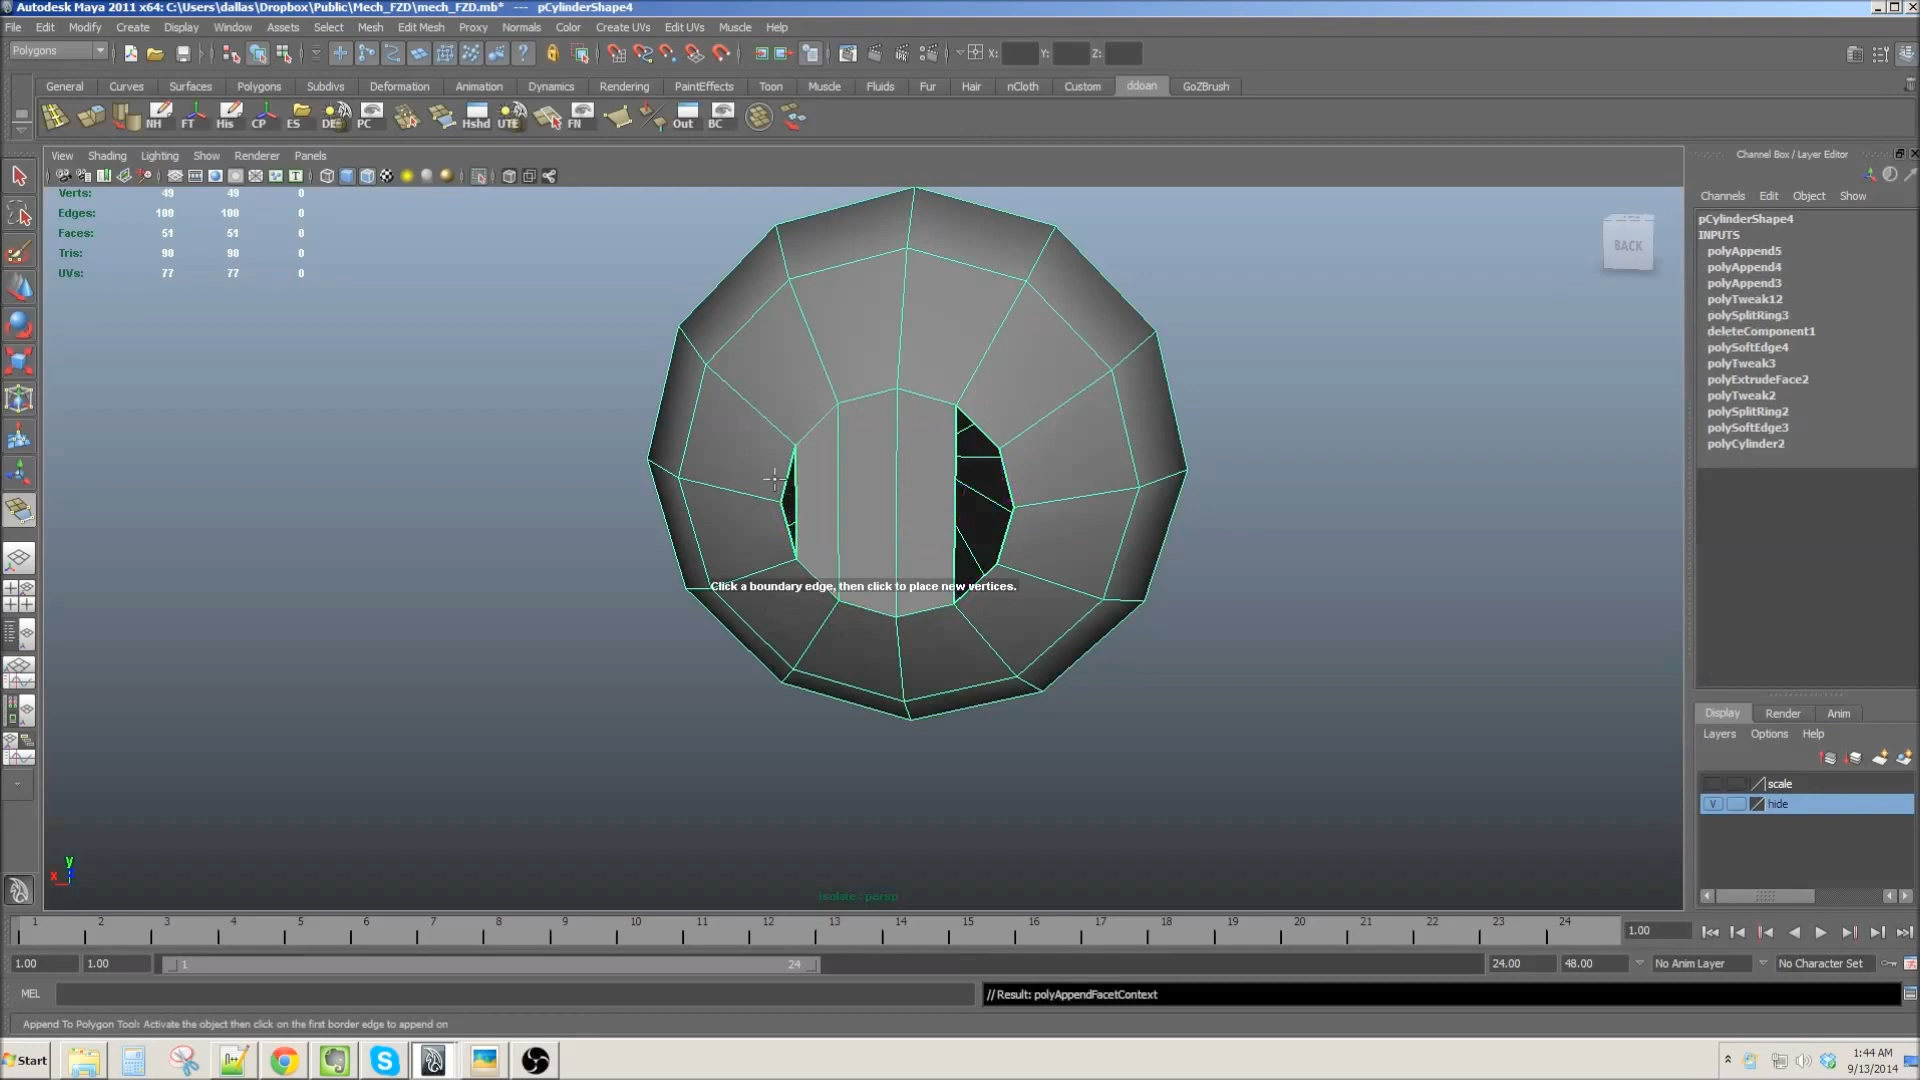 Autodesk Maya 2011 x64: C:\Users\dallas\Dropbox\Public\Mech_FZD\mech_FZD.mb*   ---   pCylinderShape4
File Edit Modify Create Display Window Assets Select Mesh Edit Mesh Proxy Normals Color Create UVs Edit UVs Muscle Help
Polygons X: Y: Z:
General Curves Surfaces Polygons Subdivs Deformation Animation Dynamics Rendering PaintEffects Toon Muscle Fluids Fur Hair nCloth Custom ddoan GoZBrush
NH FT His CP ES DE PC Hshd UTE FN Out BC
View Shading Lighting Show Renderer Panels
Channel Box / Layer Editor
Channels Edit Object Show
Verts: 49 49 0
Edges: 100 100 0
Faces: 51 51 0
Tris: 90 90 0
UVs: 77 77 0
BACK
pCylinderShape4
INPUTS
polyAppend5
polyAppend4
polyAppend3
polyTweak12
polySplitRing3
deleteComponent1
polySoftEdge4
polyTweak3
polyExtrudeFace2
polyTweak2
polySplitRing2
polySoftEdge3
polyCylinder2
Click a boundary edge, then click to place new vertices.
Display Render Anim
Layers Options Help
scale
V hide
y
x
isolate : persp
1 2 3 4 5 6 7 8 9 10 11 12 13 14 15 16 17 18 19 20 21 22 23 24 1.00
1.00 1.00 1 24 24.00 48.00 No Anim Layer No Character Set
MEL // Result: polyAppendFacetContext
Append To Polygon Tool: Activate the object then click on the first border edge to append on
Start
1:44 AM
9/13/2014